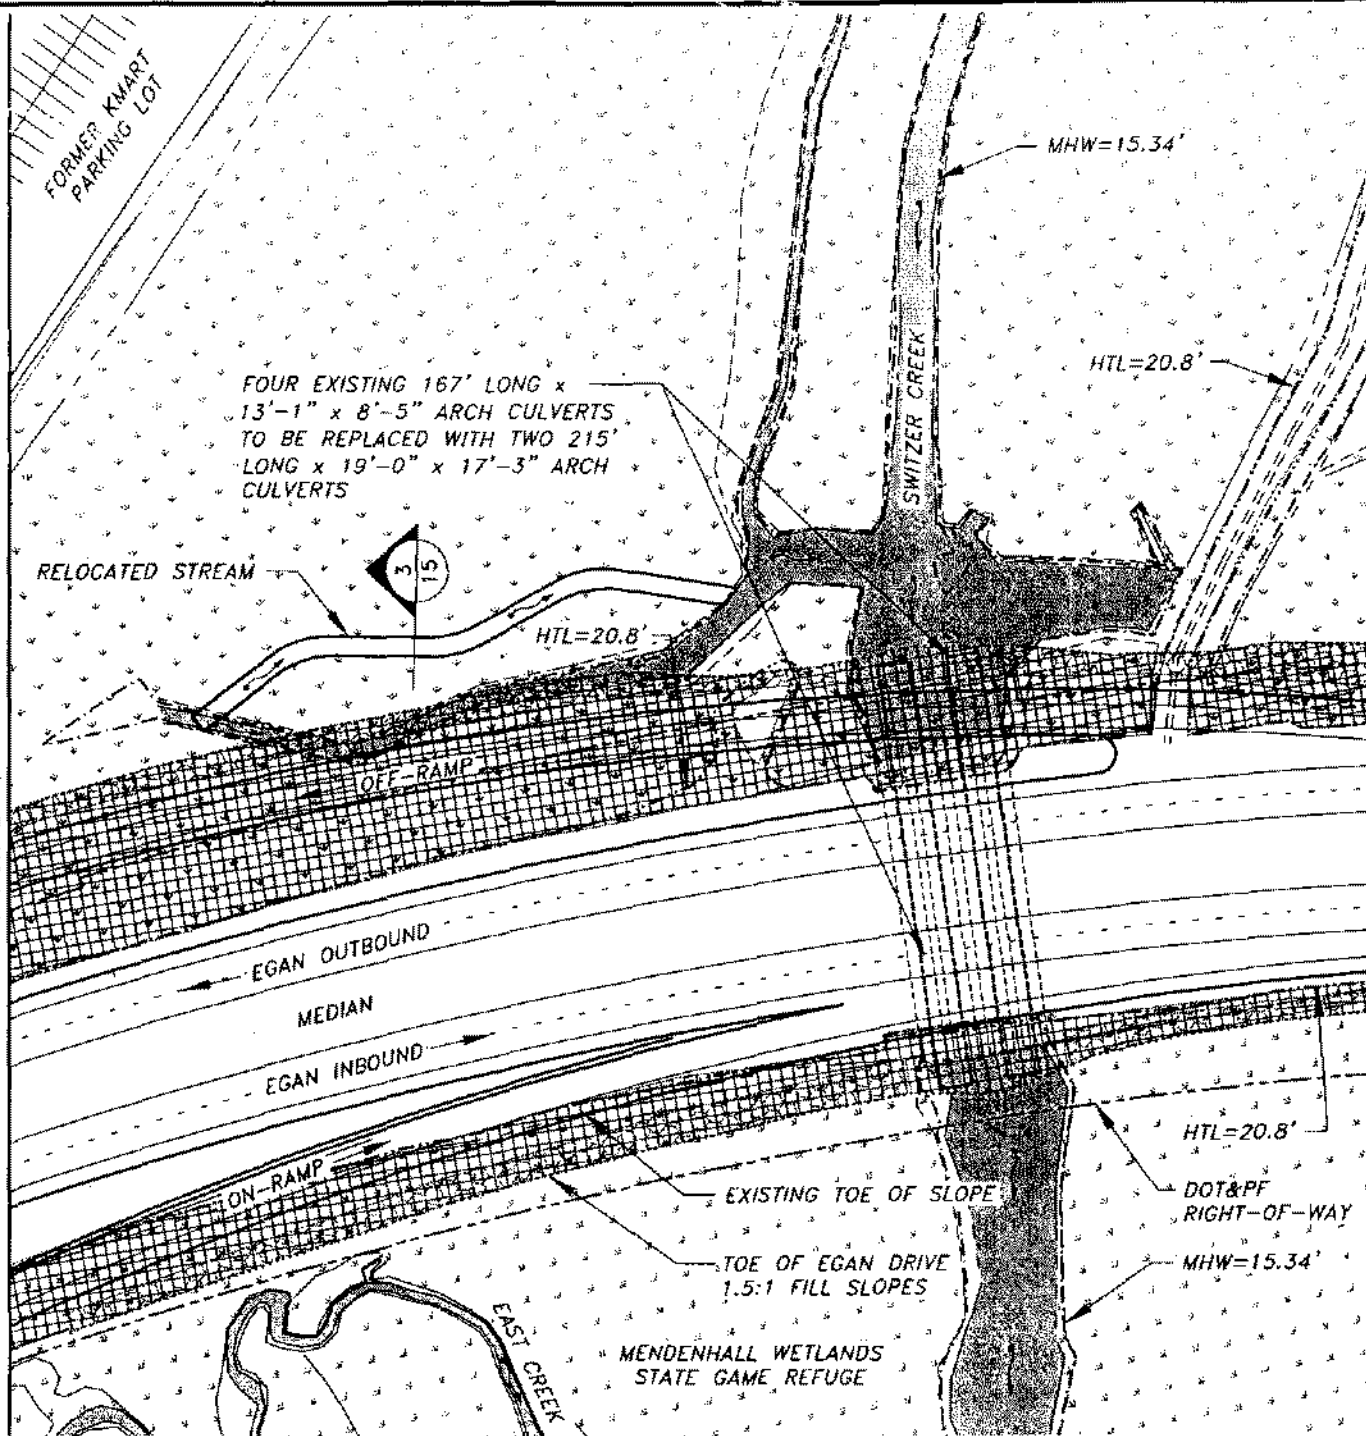 FORMER KMART
PARKING LOT
MHW=15.34'
HTL=20.8'
SWITZER CREEK
FOUR EXISTING 167' LONG x
13'-1" x 8'-5" ARCH CULVERTS
TO BE REPLACED WITH TWO 215'
LONG x 19'-0" x 17'-3" ARCH
CULVERTS
RELOCATED STREAM
3
15
HTL=20.8'
OFF-RAMP
EGAN OUTBOUND
MEDIAN
EGAN INBOUND
ON-RAMP
HTL=20.8'
EXISTING TOE OF SLOPE
DOT&PF
RIGHT-OF-WAY
TOE OF EGAN DRIVE
1.5:1 FILL SLOPES
MHW=15.34'
EAST CREEK
MENDENHALL WETLANDS
STATE GAME REFUGE